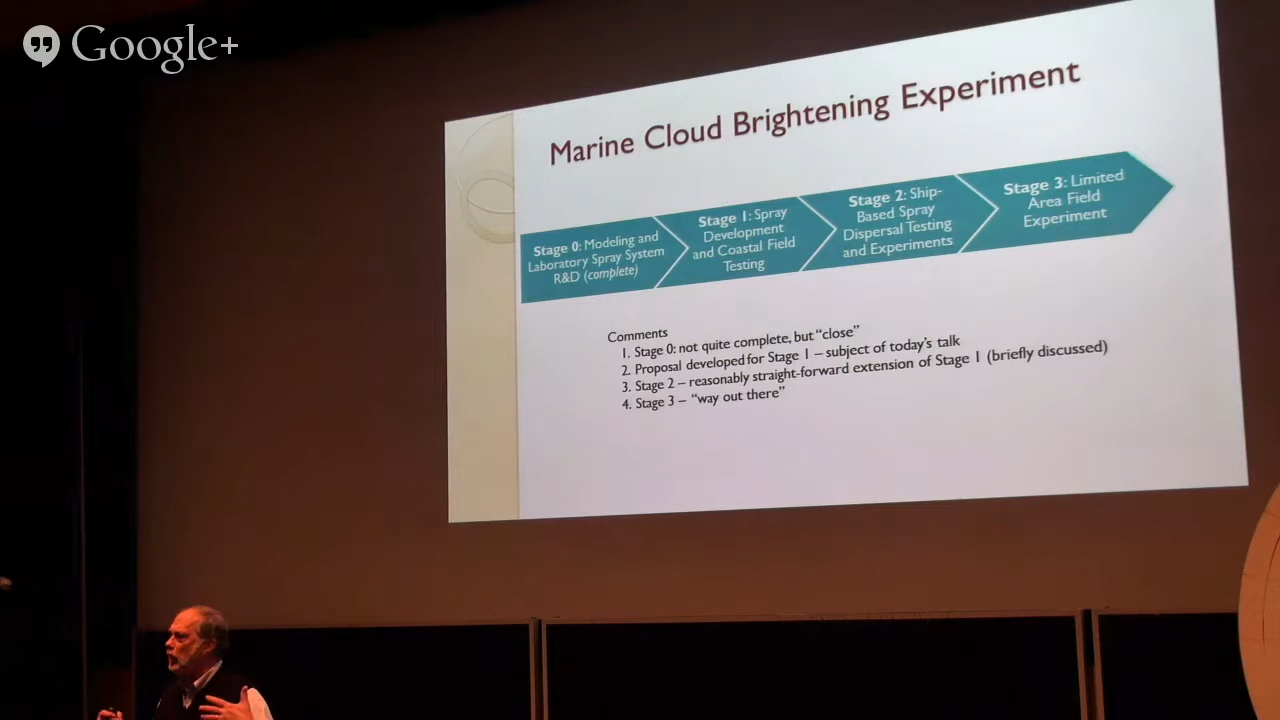 Google+
Marine Cloud Brightening Experiment
Stage 0: Modeling and
Laboratory Spray System
R&D (complete)
Stage 1: Spray
Development
and Coastal Field
Testing
Stage 2: Ship-
Based Spray
Dispersal Testing
and Experiments
Stage 3: Limited
Area Field
Experiment
Comments
1. Stage 0: not quite complete, but “close”
2. Proposal developed for Stage 1 – subject of today’s talk
3. Stage 2 – reasonably straight-forward extension of Stage 1 (briefly discussed)
4. Stage 3 – “way out there”